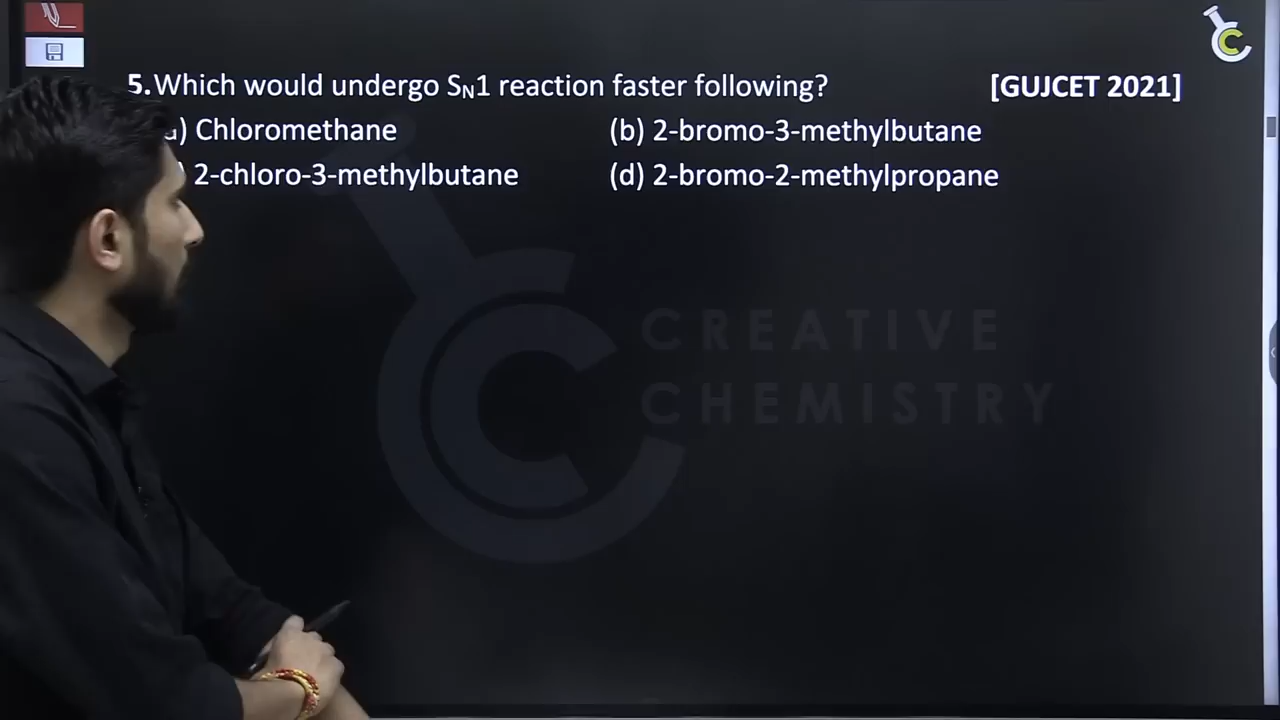 5. Which would undergo SN1 reaction faster following? [GUJCET 2021]
) Chloromethane (b) 2-bromo-3-methylbutane
) 2-chloro-3-methylbutane (d) 2-bromo-2-methylpropane
CREATIVE
CHEMISTRY